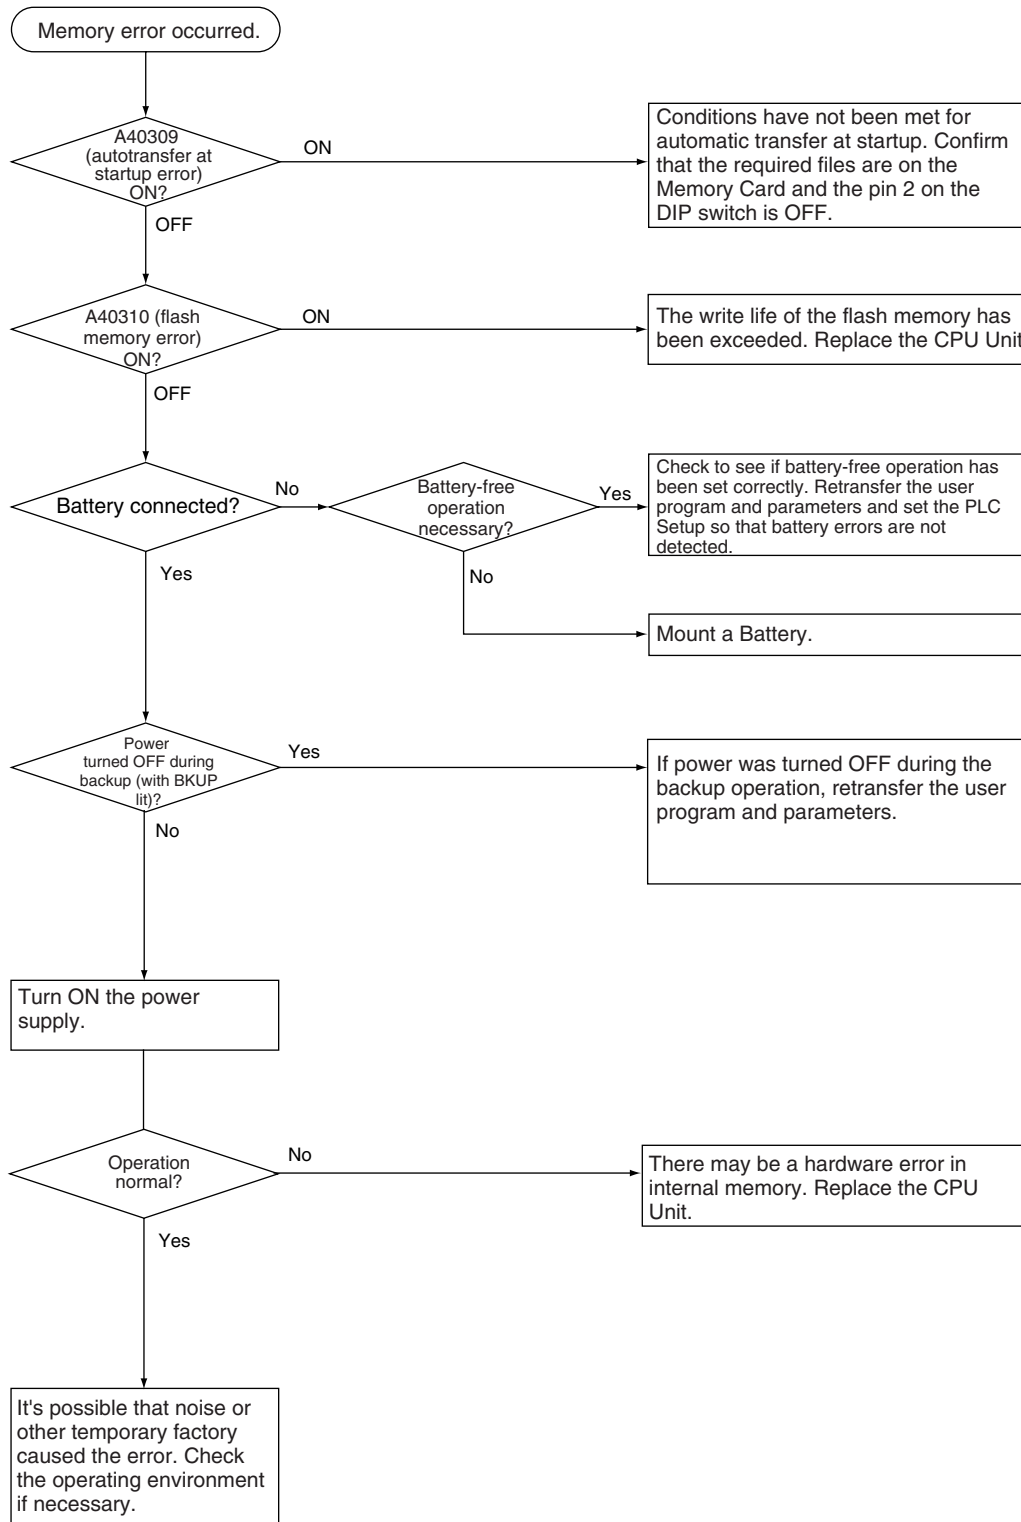 Memory error occurred.
A40309
(autotransfer at
startup error)
ON?
ON
Conditions have not been met for
automatic transfer at startup. Confirm
that the required files are on the
Memory Card and the pin 2 on the
DIP switch is OFF.
OFF
A40310 (flash
memory error)
ON?
ON
The write life of the flash memory has
been exceeded. Replace the CPU Unit
OFF
Battery connected?
No
Battery-free
operation
necessary?
Yes
Check to see if battery-free operation has
been set correctly. Retransfer the user
program and parameters and set the PLC
Setup so that battery errors are not
detected.
Yes
No
Mount a Battery.
Power
turned OFF during
backup (with BKUP
lit)?
Yes
If power was turned OFF during the
backup operation, retransfer the user
program and parameters.
No
Turn ON the power
supply.
Operation
normal?
No
There may be a hardware error in
internal memory. Replace the CPU
Unit.
Yes
It's possible that noise or
other temporary factory
caused the error. Check
the operating environment
if necessary.